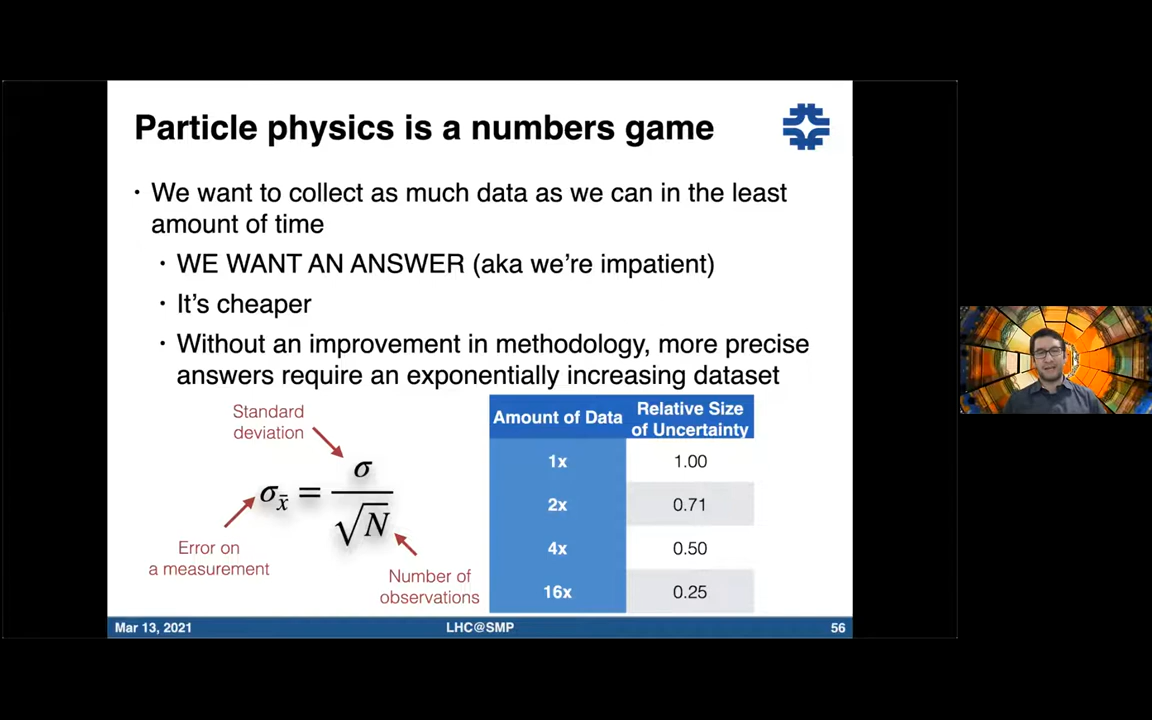 Particle physics is a numbers game
· We want to collect as much data as we can in the least
amount of time
· WE WANT AN ANSWER (aka we’re impatient)
· It’s cheaper
· Without an improvement in methodology, more precise
answers require an exponentially increasing dataset
Standard
deviation
σx̄ = σ / √N
Error on
a measurement
Number of
observations
Amount of Data Relative Size
of Uncertainty
1x 1.00
2x 0.71
4x 0.50
16x 0.25
Mar 13, 2021 LHC@SMP 56